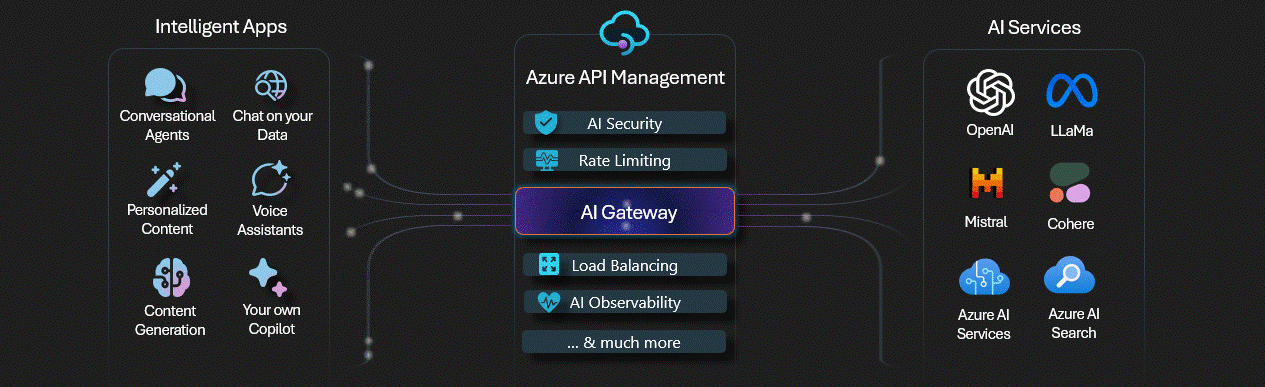 Intelligent Apps
Conversational
Agents
Chat on your
Data
Personalized
Content
Voice
Assistants
Content
Generation
Your own
Copilot
Azure API Management
AI Security
Rate Limiting
AI Gateway
Load Balancing
AI Observability
... & much more
AI Services
OpenAI
LLaMa
Mistral
Cohere
Azure AI
Services
Azure AI
Search